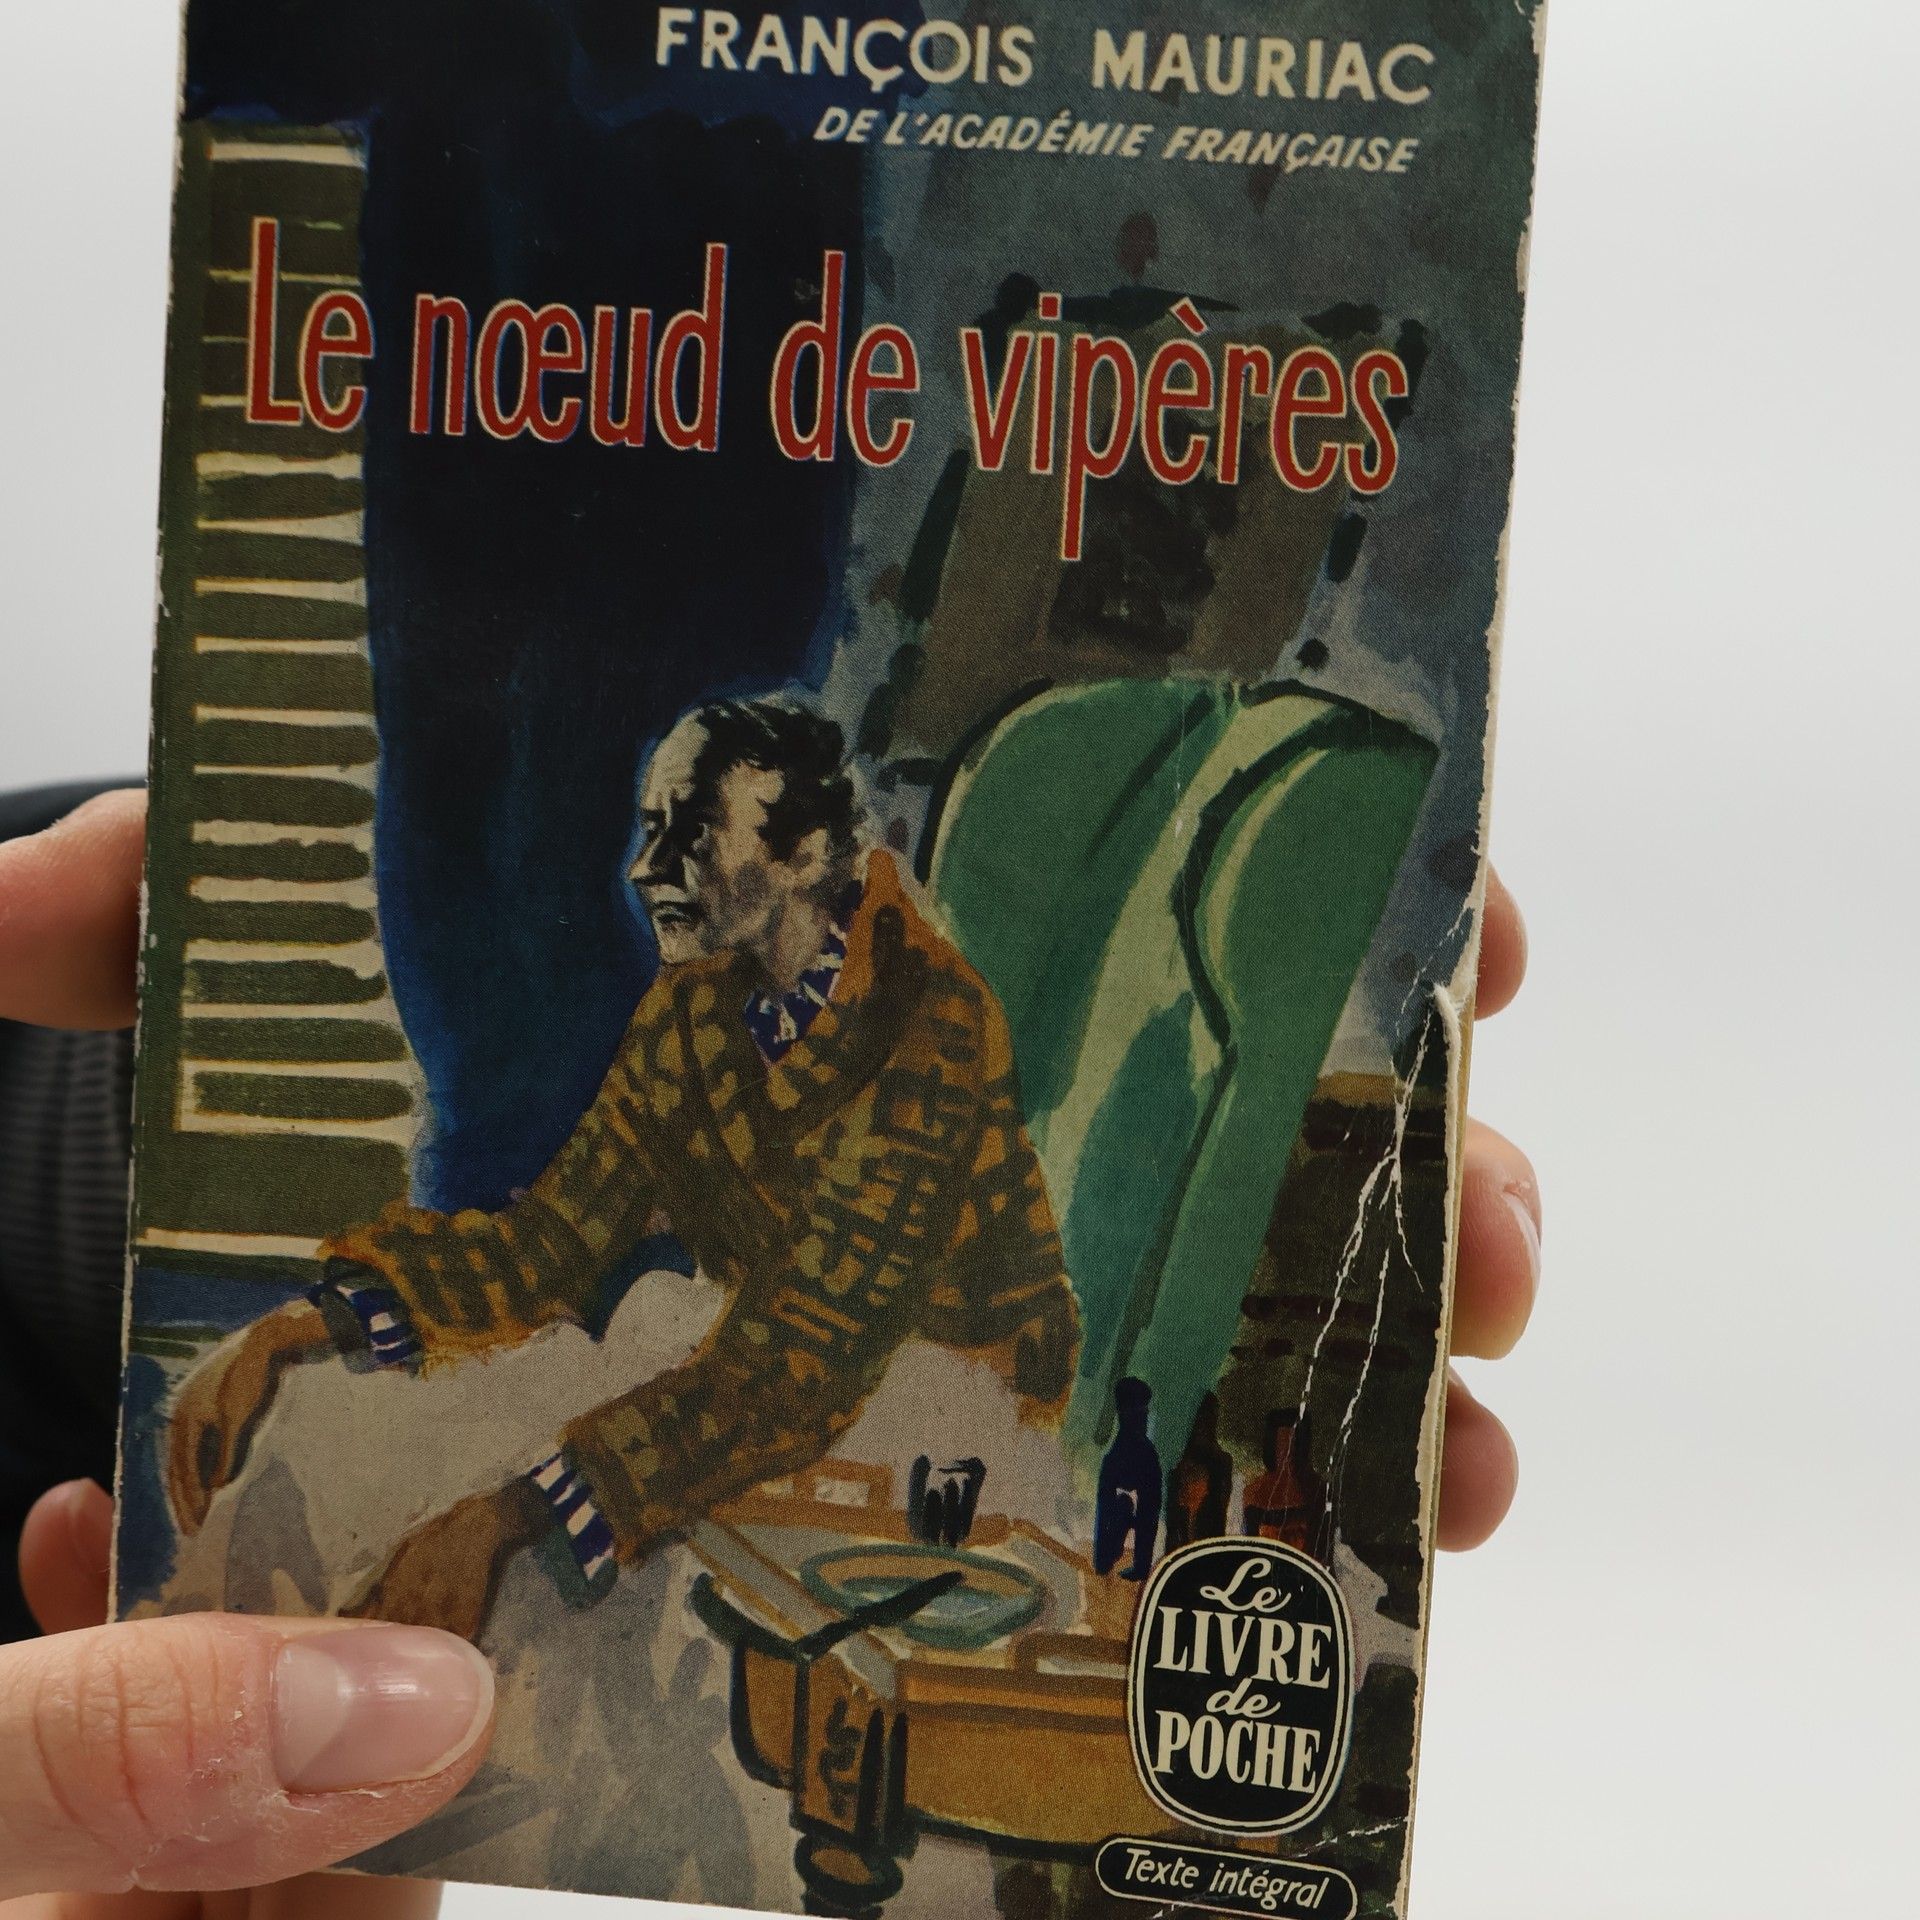 FRANÇOIS MAURIAC
DE L'ACADÉMIE FRANÇAISE
Le nœud de vipères
Le
LIVRE
de
POCHE
Texte intégral